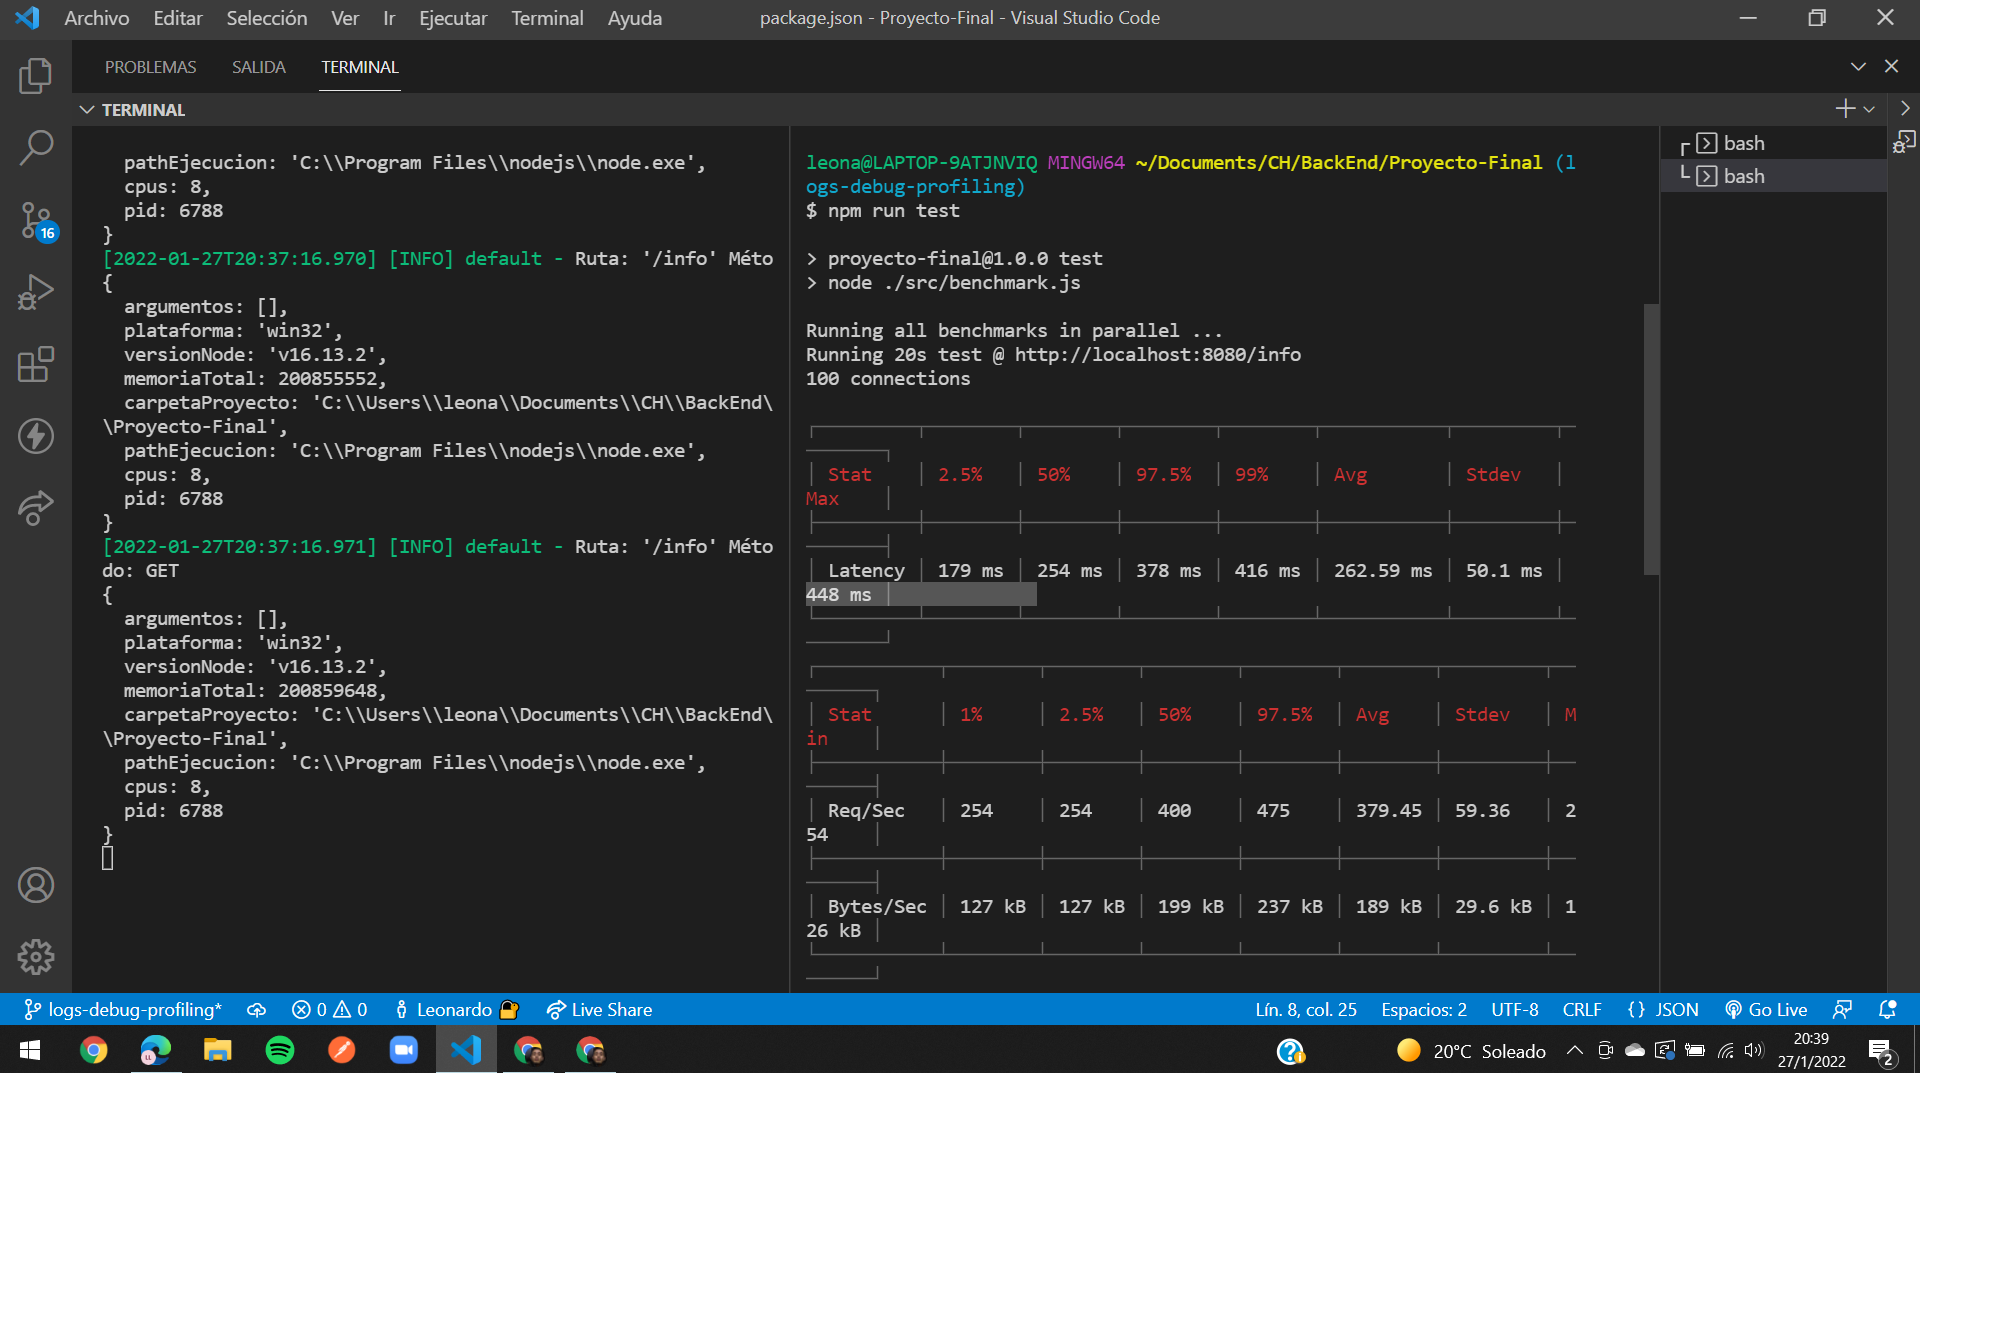 Archivo Editar Selección Ver Ir Ejecutar Terminal Ayuda package.json - Proyecto-Final - Visual Studio Code
PROBLEMAS SALIDA TERMINAL
TERMINAL
pathEjecucion: 'C:\\Program Files\\nodejs\\node.exe',
cpus: 8,
pid: 6788
}
[2022-01-27T20:37:16.970] [INFO] default - Ruta: '/info' Méto
{
argumentos: [],
plataforma: 'win32',
versionNode: 'v16.13.2',
memoriaTotal: 200855552,
carpetaProyecto: 'C:\\Users\\leona\\Documents\\CH\\BackEnd\
\Proyecto-Final',
pathEjecucion: 'C:\\Program Files\\nodejs\\node.exe',
cpus: 8,
pid: 6788
}
[2022-01-27T20:37:16.971] [INFO] default - Ruta: '/info' Méto
do: GET
{
argumentos: [],
plataforma: 'win32',
versionNode: 'v16.13.2',
memoriaTotal: 200859648,
carpetaProyecto: 'C:\\Users\\leona\\Documents\\CH\\BackEnd\
\Proyecto-Final',
pathEjecucion: 'C:\\Program Files\\nodejs\\node.exe',
cpus: 8,
pid: 6788
}
leona@LAPTOP-9ATJNVIQ MINGW64 ~/Documents/CH/BackEnd/Proyecto-Final (l
ogs-debug-profiling)
$ npm run test
> proyecto-final@1.0.0 test
> node ./src/benchmark.js
Running all benchmarks in parallel ...
Running 20s test @ http://localhost:8080/info
100 connections
│ Stat │ 2.5% │ 50% │ 97.5% │ 99% │ Avg │ Stdev │
Max │
│ Latency │ 179 ms │ 254 ms │ 378 ms │ 416 ms │ 262.59 ms │ 50.1 ms │
448 ms │
│ Stat │ 1% │ 2.5% │ 50% │ 97.5% │ Avg │ Stdev │ M
in │
│ Req/Sec │ 254 │ 254 │ 400 │ 475 │ 379.45 │ 59.36 │ 2
54 │
│ Bytes/Sec │ 127 kB │ 127 kB │ 199 kB │ 237 kB │ 189 kB │ 29.6 kB │ 1
26 kB │
bash
bash
16
logs-debug-profiling* 0 0 Leonardo Live Share Lín. 8, col. 25 Espacios: 2 UTF-8 CRLF {} JSON Go Live
20°C Soleado 20:39
27/1/2022
2